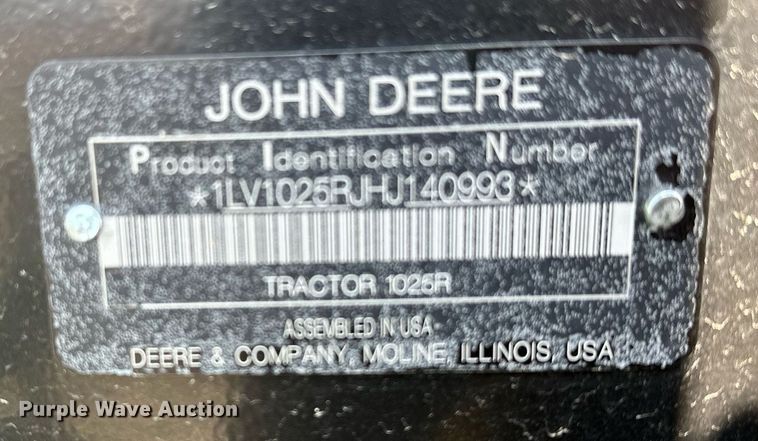 JOHN DEERE
Product Identification Number
*1LV1025RJHJ140993*
TRACTOR 1025R
ASSEMBLED IN USA
DEERE & COMPANY, MOLINE, ILLINOIS, USA
Purple Wave Auction